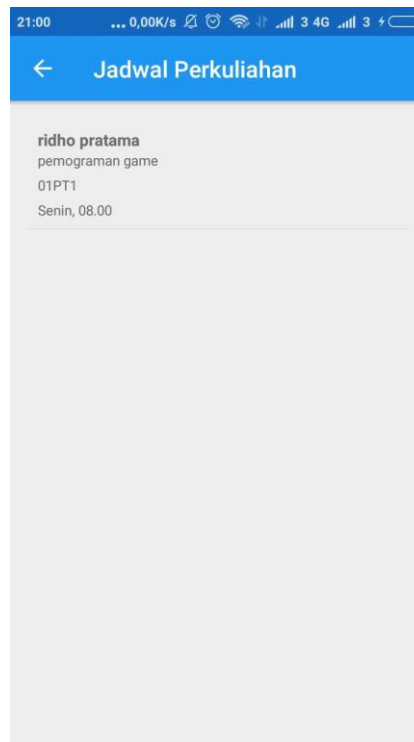 21:00 ... 0,00K/s 3 4G 3
Jadwal Perkuliahan
ridho pratama
pemograman game
01PT1
Senin, 08.00